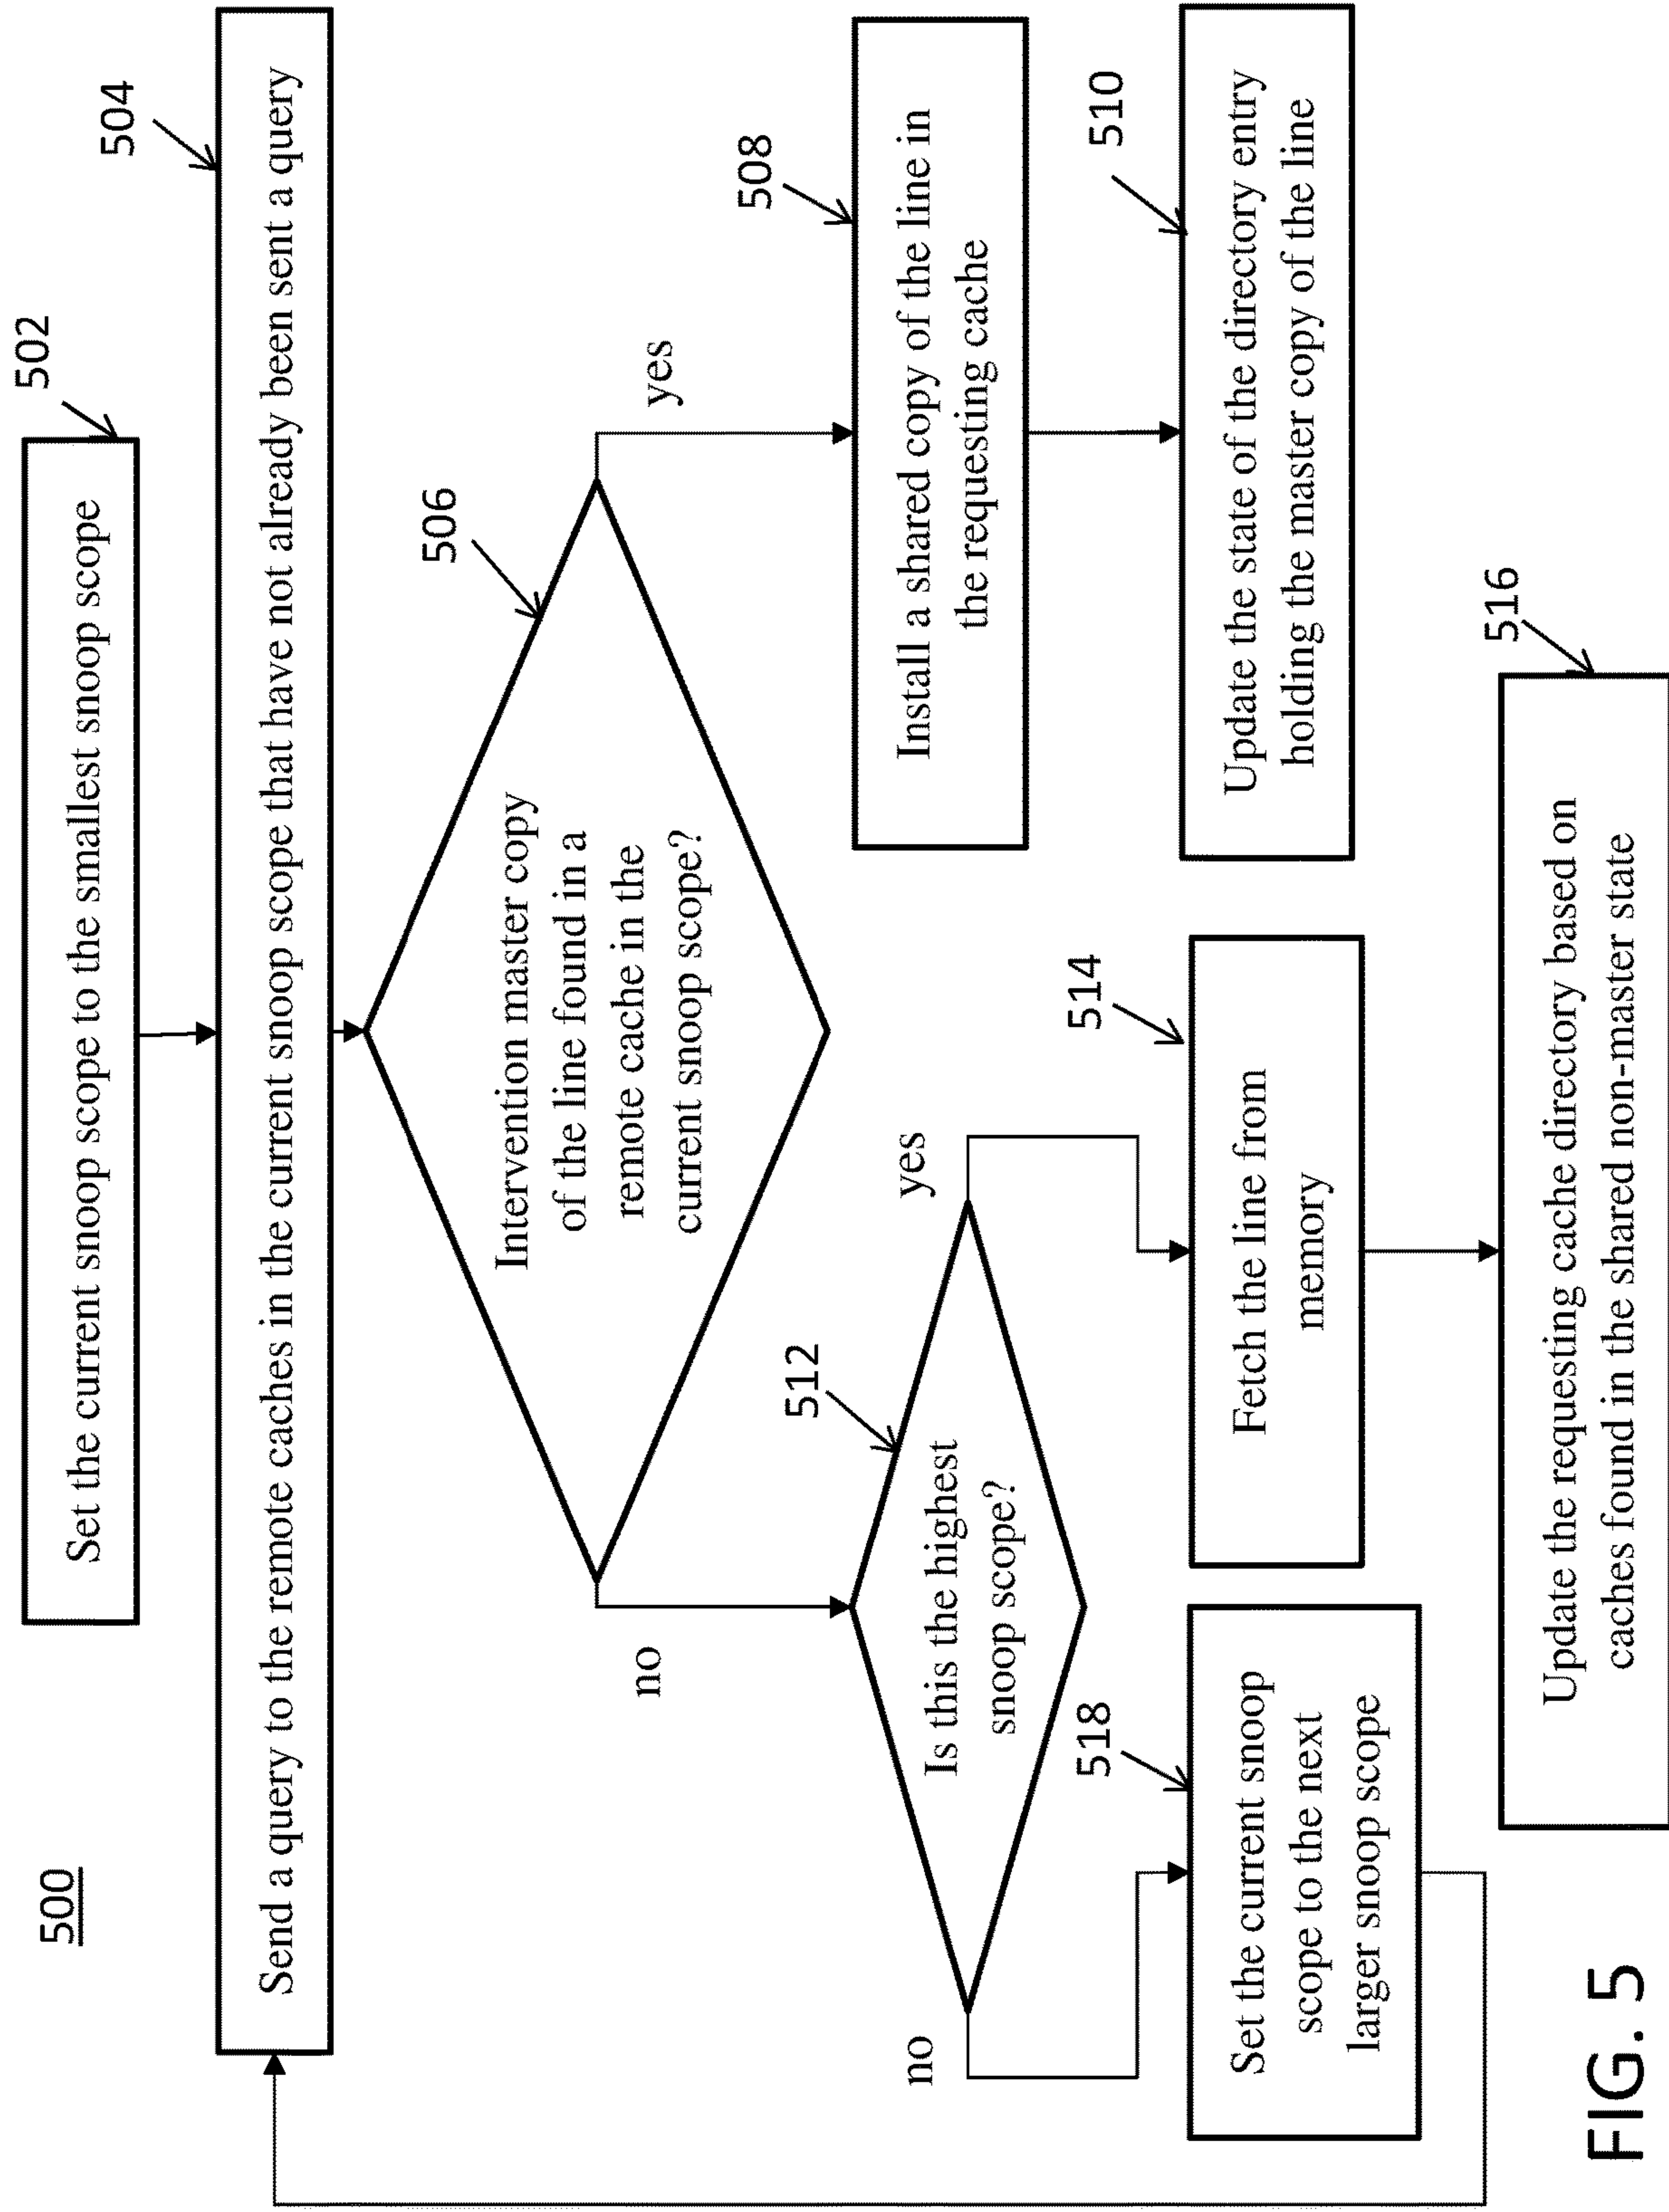 500
502
Set the current snoop scope to the smallest snoop scope
504
Send a query to the remote caches in the current snoop scope that have not already been sent a query
506
Intervention master copy
of the line found in a
remote cache in the
current snoop scope?
yes
no
508
Install a shared copy of the line in
the requesting cache
510
Update the state of the directory entry
holding the master copy of the line
512
Is this the highest
snoop scope?
yes
no
514
Fetch the line from
memory
516
Update the requesting cache directory based on
caches found in the shared non-master state
518
Set the current snoop
scope to the next
larger snoop scope
FIG. 5